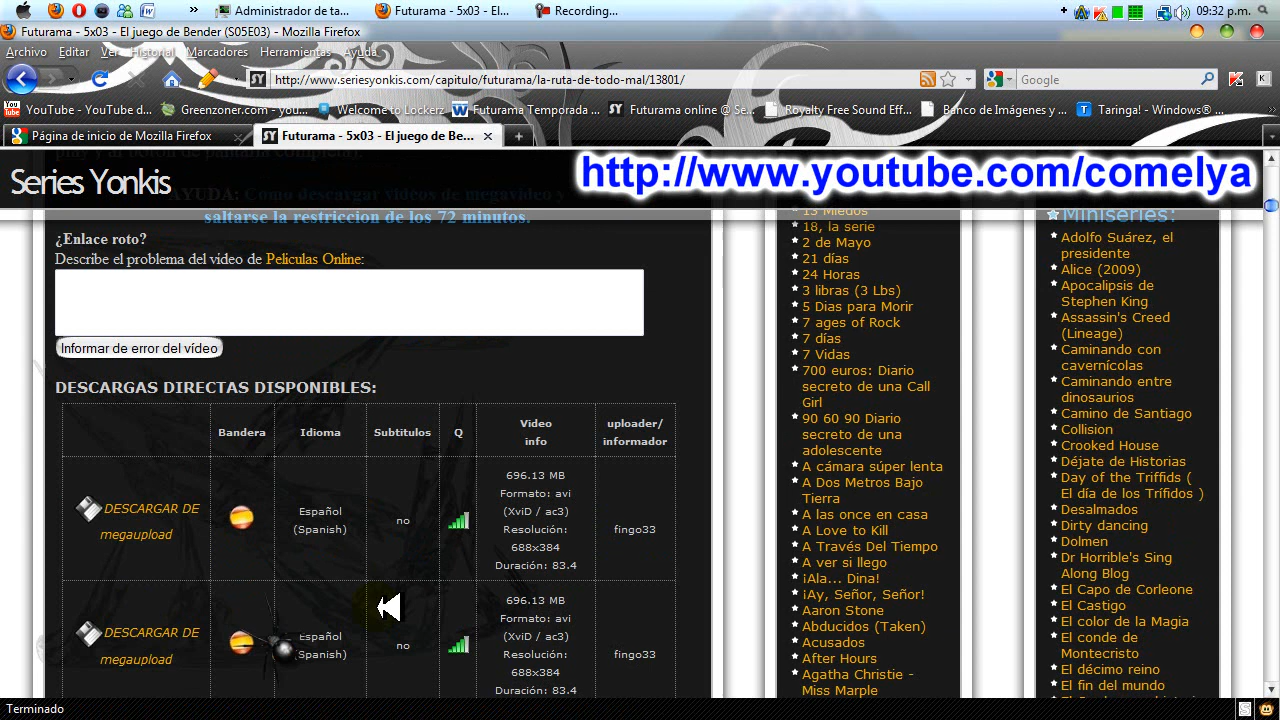 Administrador de ta...
Futurama - 5x03 - El...
Recording...
09:32 p.m.
Futurama - 5x03 - El juego de Bender (S05E03) - Mozilla Firefox
Archivo Editar Ver Historial Marcadores Herramientas Ayuda
http://www.seriesyonkis.com/capitulo/futurama/la-ruta-de-todo-mal/13801/
Google
YouTube - YouTube d...
Greenzoner.com - you...
Welcome to Lockerz
Futurama Temporada ...
Futurama online @ Se...
Royalty Free Sound Eff...
Banco de Imágenes y ...
Taringa! - Windows®...
Página de inicio de Mozilla Firefox
Futurama - 5x03 - El juego de Be...
play y al boton de pantalla completa).
Series Yonkis
http://www.youtube.com/comelya
AYUDA: Como descargar videos de megavideo y
saltarse la restriccion de los 72 minutos.
¿Enlace roto?
Describe el problema del video de Peliculas Online:
Informar de error del vídeo
DESCARGAS DIRECTAS DISPONIBLES:
Bandera
Idioma
Subtitulos
Q
Video
info
uploader/
informador
DESCARGAR DE
megaupload
Español
(Spanish)
no
696.13 MB
Formato: avi
(XviD / ac3)
Resolución:
688x384
Duración: 83.4
fingo33
DESCARGAR DE
megaupload
Español
(Spanish)
no
696.13 MB
Formato: avi
(XviD / ac3)
Resolución:
688x384
Duración: 83.4
fingo33
13 Miedos
18, la serie
2 de Mayo
21 días
24 Horas
3 libras (3 Lbs)
5 Dias para Morir
7 ages of Rock
7 días
7 Vidas
700 euros: Diario
secreto de una Call
Girl
90 60 90 Diario
secreto de una
adolescente
A cámara súper lenta
A Dos Metros Bajo
Tierra
A las once en casa
A Love to Kill
A Través Del Tiempo
A ver si llego
¡Ala... Dina!
¡Ay, Señor, Señor!
Aaron Stone
Abducidos (Taken)
Acusados
After Hours
Agatha Christie -
Miss Marple
Miniseries:
Adolfo Suárez, el
presidente
Alice (2009)
Apocalipsis de
Stephen King
Assassin's Creed
(Lineage)
Caminando con
cavernícolas
Caminando entre
dinosaurios
Camino de Santiago
Collision
Crooked House
Déjate de Historias
Day of the Triffids (
El día de los Trífidos )
Desalmados
Dirty dancing
Dolmen
Dr Horrible's Sing
Along Blog
El Capo de Corleone
El Castigo
El color de la Magia
El conde de
Montecristo
El décimo reino
El fin del mundo
Terminado